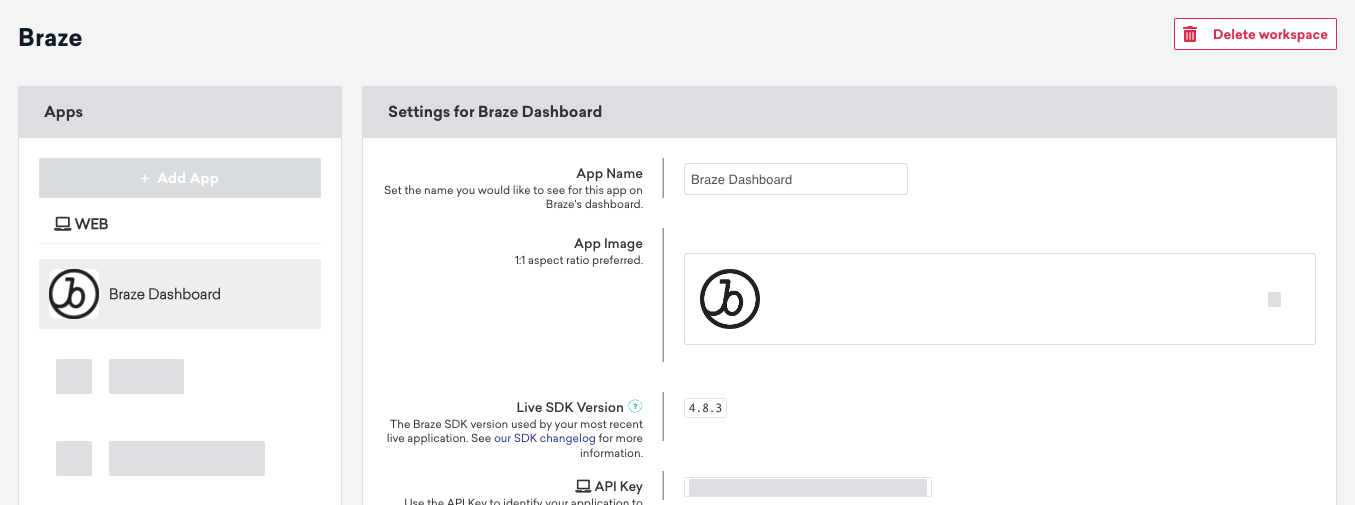 Braze
Delete workspace
Apps
+ Add App
WEB
Braze Dashboard
Settings for Braze Dashboard
App Name
Set the name you would like to see for this app on
Braze's dashboard.
Braze Dashboard
App Image
1:1 aspect ratio preferred.
Live SDK Version ?
The Braze SDK version used by your most recent
live application. See our SDK changelog for more
information.
4.8.3
API Key
Use the API Key to identify your application to